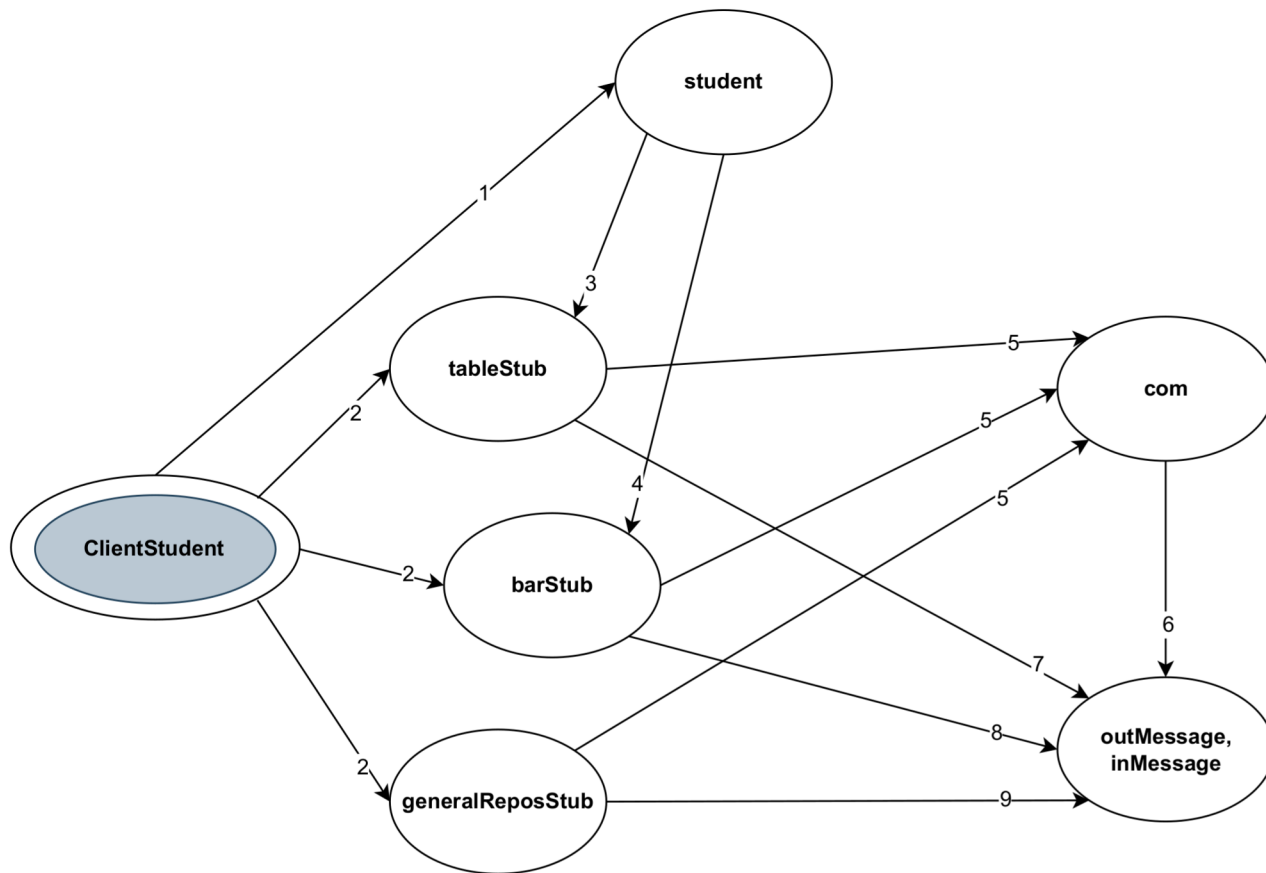 student
1
3
tableStub
5
com
2
5
4
5
ClientStudent
2
barStub
6
7
8
outMessage,
inMessage
2
generalReposStub
9